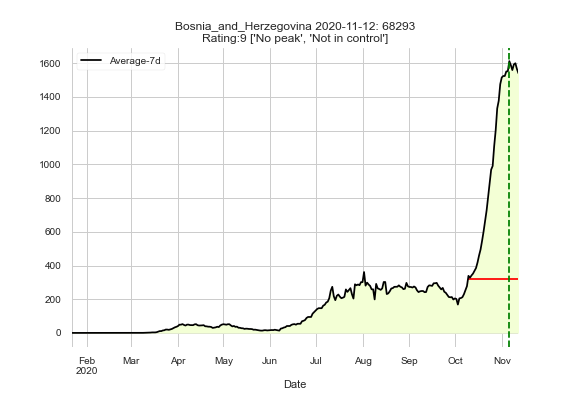 Bosnia_and_Herzegovina 2020-11-12: 68293
Rating:9 ['No peak', 'Not in control']
Average-7d
1600
1400
1200
1000
800
600
400
200
0
Feb Mar Apr May Jun Jul Aug Sep Oct Nov
2020
Date